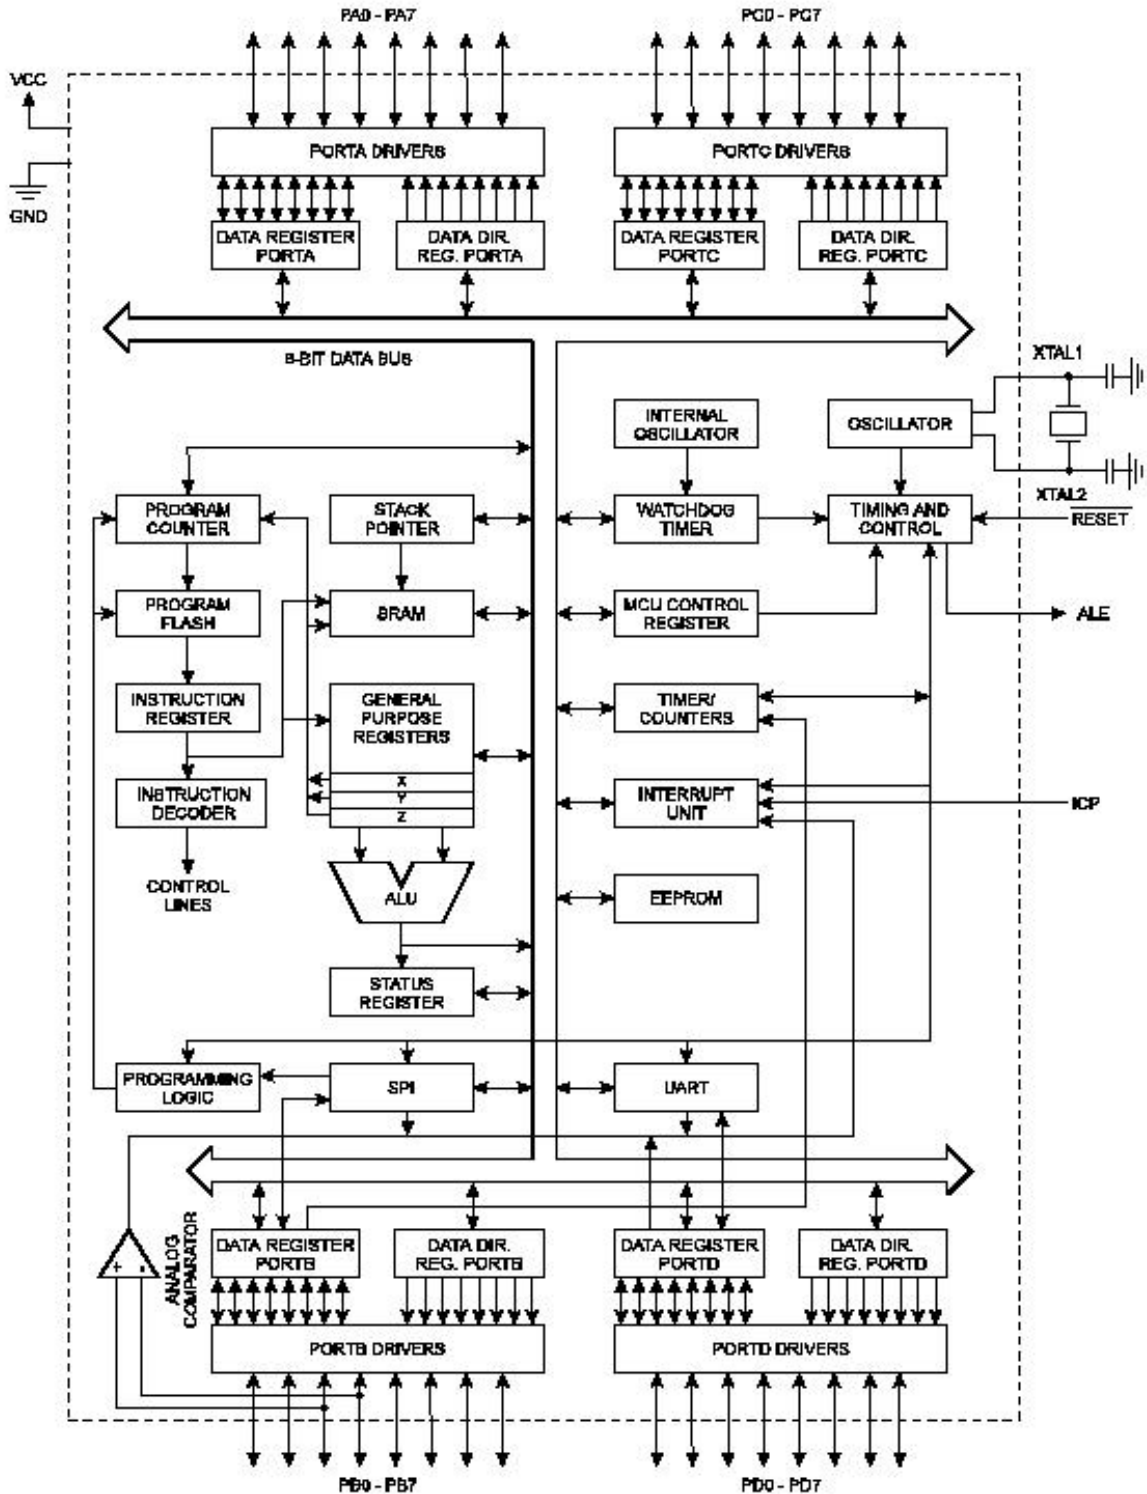 PA0 - PA7
PC0 - PC7
VCC
PORTA DRIVERS
PORTC DRIVERS
GND
DATA REGISTER
PORTA
DATA DIR.
REG. PORTA
DATA REGISTER
PORTC
DATA DIR.
REG. PORTC
8-BIT DATA BUS
XTAL1
INTERNAL
OSCILLATOR
OSCILLATOR
XTAL2
PROGRAM
COUNTER
STACK
POINTER
WATCHDOG
TIMER
TIMING AND
CONTROL
RESET
PROGRAM
FLASH
SRAM
MCU CONTROL
REGISTER
ALE
INSTRUCTION
REGISTER
GENERAL
PURPOSE
REGISTERS
TIMER/
COUNTERS
X
Y
Z
INSTRUCTION
DECODER
INTERRUPT
UNIT
ICP
CONTROL
LINES
ALU
EEPROM
STATUS
REGISTER
PROGRAMMING
LOGIC
SPI
UART
+
-
ANALOG
COMPARATOR
DATA REGISTER
PORTB
DATA DIR.
REG. PORTB
DATA REGISTER
PORTD
DATA DIR.
REG. PORTD
PORTB DRIVERS
PORTD DRIVERS
PB0 - PB7
PD0 - PD7